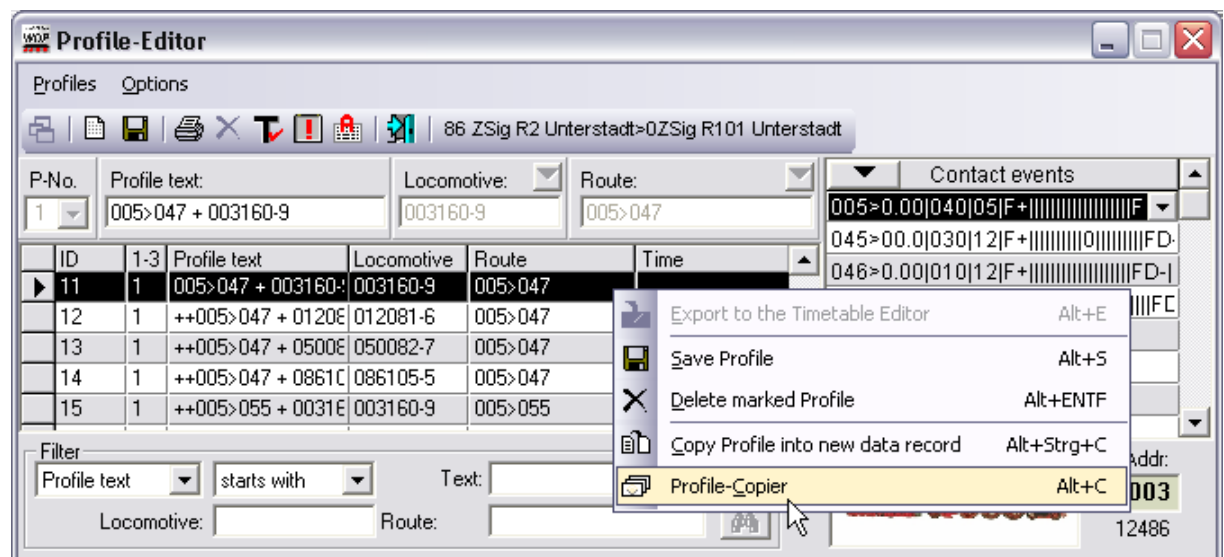 WDP Profile-Editor
Profiles Options
86 ZSig R2 Unterstadt>0ZSig R101 Unterstadt
P-No. Profile text: Locomotive: Route: Contact events
1 005>047 + 003160-9 003160-9 005>047 005>0.00|040|05|F+||||||||||||||||||F
045>00.0|030|12|F+||||||||||0|||||||||FD-
ID 1-3 Profile text Locomotive Route Time 046>0.00|010|12|F+||||||||||||||||||FD-|
11 1 005>047 + 003160-9 003160-9 005>047
12 1 ++005>047 + 01208 012081-6 005>047
13 1 ++005>047 + 05008 050082-7 005>047
14 1 ++005>047 + 0861 086105-5 005>047
15 1 ++005>055 + 0031 003160-9 005>055
Export to the Timetable Editor Alt+E
Save Profile Alt+S
Delete marked Profile Alt+ENTF
Copy Profile into new data record Alt+Strg+C
Profile-Copier Alt+C
Filter
Profile text starts with Text:
Locomotive: Route:
Addr:
003
12486